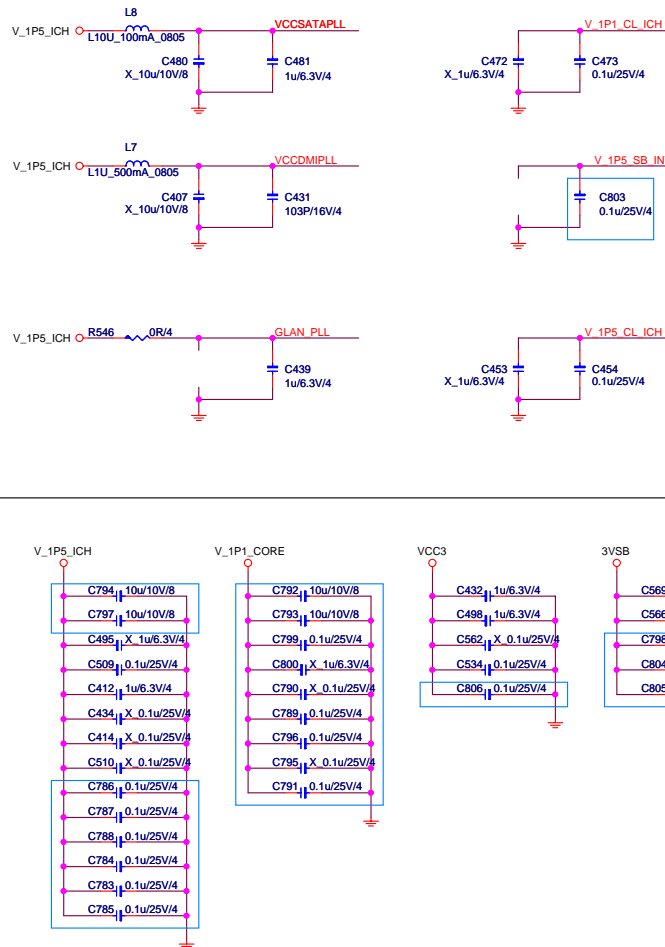 L8
V_1P5_ICH
VCCSATAPLL
L10U_100mA_0805
C480
X_10u/10V/8
C481
1u/6.3V/4
V_1P1_CL_ICH
C472
X_1u/6.3V/4
C473
0.1u/25V/4
L7
V_1P5_ICH
VCCDMIPLL
L1U_500mA_0805
C407
X_10u/10V/8
C431
103P/16V/4
V_1P5_SB_IN
C803
0.1u/25V/4
V_1P5_ICH
R546
0R/4
GLAN_PLL
C439
1u/6.3V/4
V_1P5_CL_ICH
C453
X_1u/6.3V/4
C454
0.1u/25V/4
V_1P5_ICH
C794 10u/10V/8
C797 10u/10V/8
C495 X_1u/6.3V/4
C509 0.1u/25V/4
C412 1u/6.3V/4
C434 X_0.1u/25V/4
C414 X_0.1u/25V/4
C510 X_0.1u/25V/4
C786 0.1u/25V/4
C787 0.1u/25V/4
C788 0.1u/25V/4
C784 0.1u/25V/4
C783 0.1u/25V/4
C785 0.1u/25V/4
V_1P1_CORE
C792 10u/10V/8
C793 10u/10V/8
C799 0.1u/25V/4
C800 X_1u/6.3V/4
C790 X_0.1u/25V/4
C789 0.1u/25V/4
C796 0.1u/25V/4
C795 X_0.1u/25V/4
C791 0.1u/25V/4
VCC3
C432 1u/6.3V/4
C498 1u/6.3V/4
C562 X_0.1u/25V/4
C534 0.1u/25V/4
C806 0.1u/25V/4
3VSB
C569
C566
C798
C804
C805